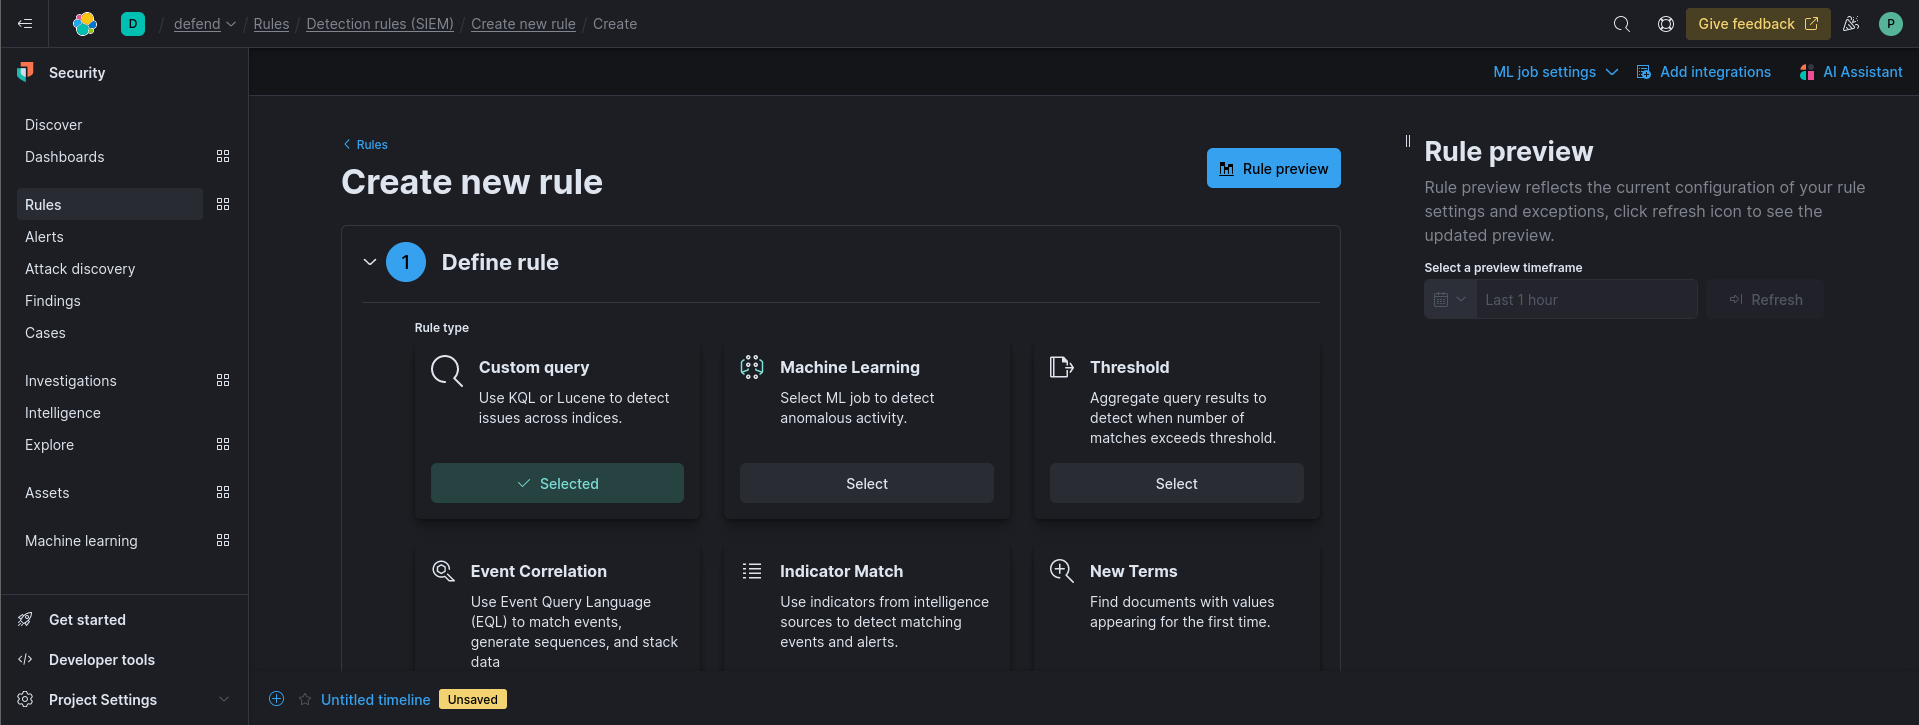 D / defend / Rules / Detection rules (SIEM) / Create new rule / Create
Give feedback
P
Security
ML job settings
Add integrations
AI Assistant
Discover
Dashboards
Rules
Alerts
Attack discovery
Findings
Cases
Investigations
Intelligence
Explore
Assets
Machine learning
Get started
Developer tools
Project Settings
Rules
Create new rule
Rule preview
1 Define rule
Rule type
Custom query
Use KQL or Lucene to detect
issues across indices.
Selected
Machine Learning
Select ML job to detect
anomalous activity.
Select
Threshold
Aggregate query results to
detect when number of
matches exceeds threshold.
Select
Event Correlation
Use Event Query Language
(EQL) to match events,
generate sequences, and stack
data
Indicator Match
Use indicators from intelligence
sources to detect matching
events and alerts.
New Terms
Find documents with values
appearing for the first time.
Untitled timeline
Unsaved
Rule preview
Rule preview reflects the current configuration of your rule
settings and exceptions, click refresh icon to see the
updated preview.
Select a preview timeframe
Last 1 hour
Refresh